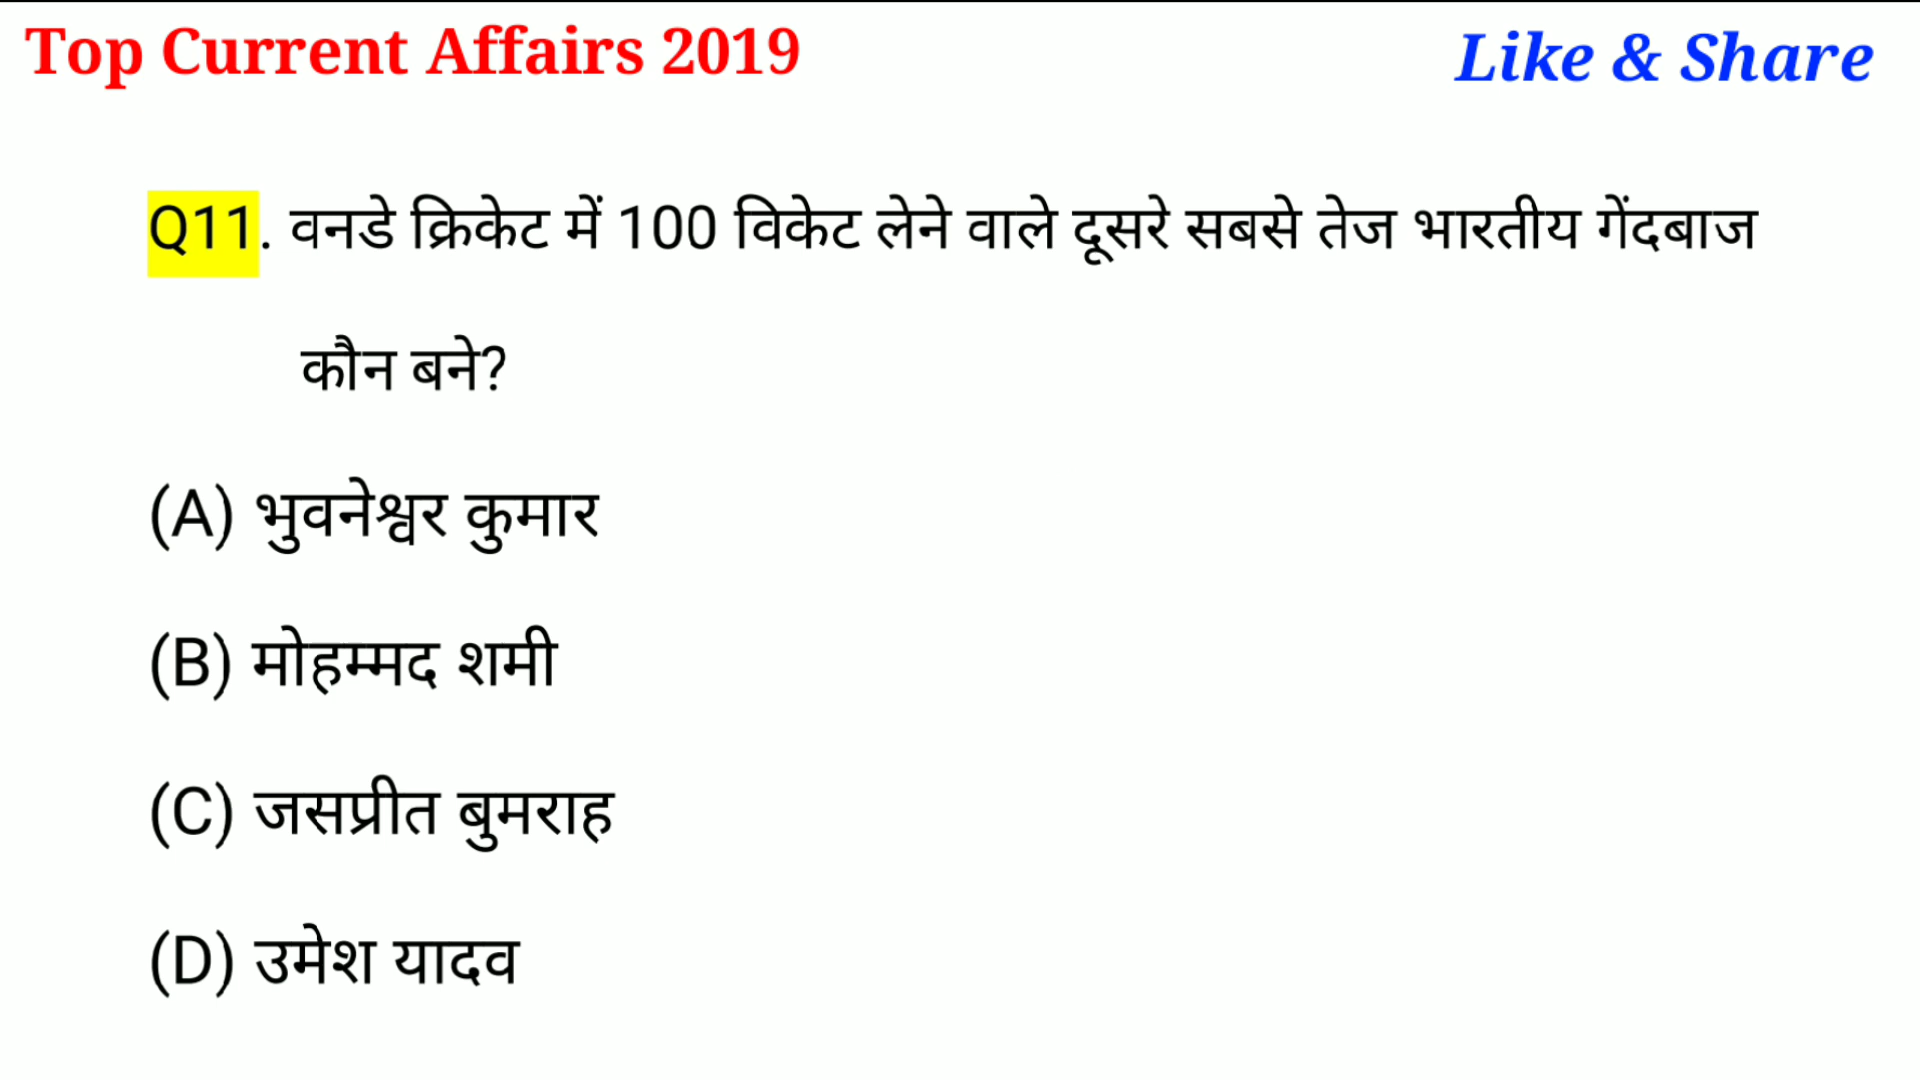 Top Current Affairs 2019
Like & Share
Q11. वनडे क्रिकेट में 100 विकेट लेने वाले दूसरे सबसे तेज भारतीय गेंदबाज
कौन बने?
(A) भुवनेश्वर कुमार
(B) मोहम्मद शमी
(C) जसप्रीत बुमराह
(D) उमेश यादव